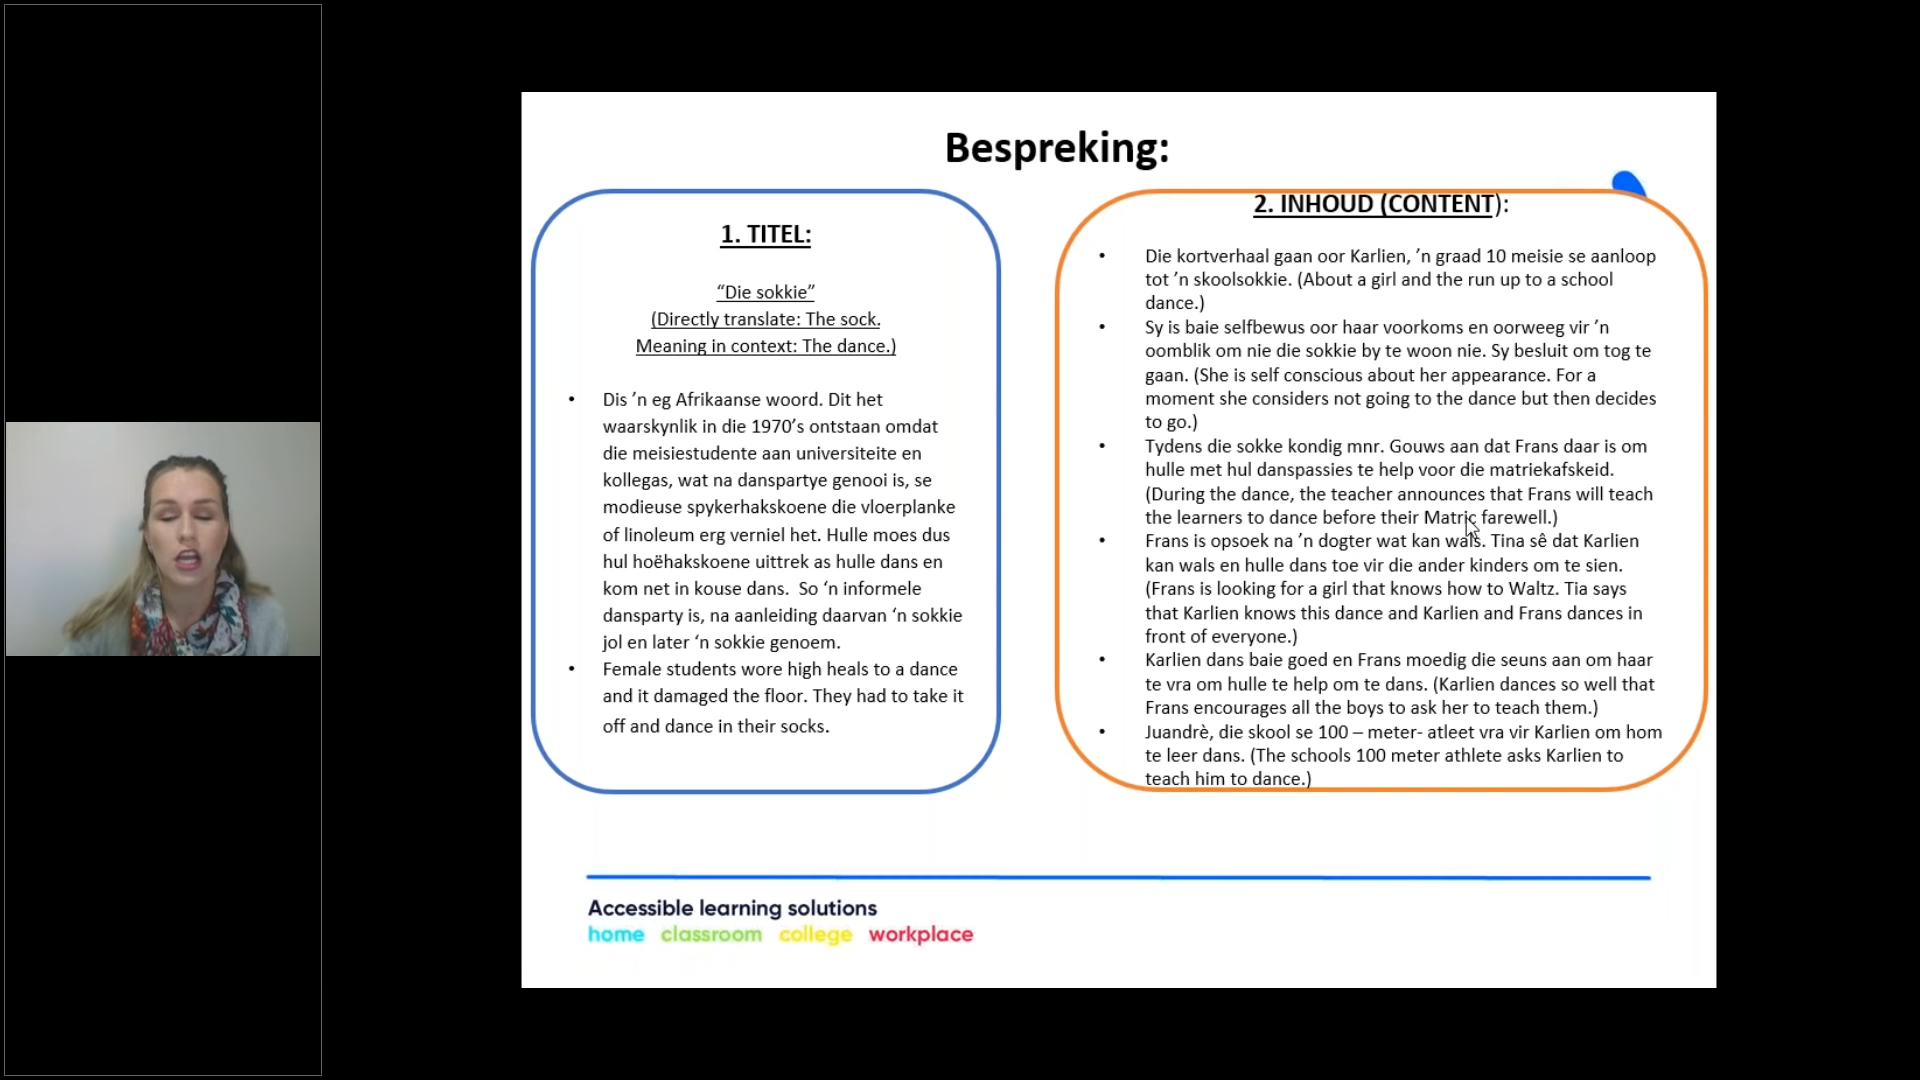 Bespreking:
1. TITEL:
“Die sokkie”
(Directly translate: The sock.
Meaning in context: The dance.)
• Dis ’n eg Afrikaanse woord. Dit het
waarskynlik in die 1970’s ontstaan omdat
die meisiestudente aan universiteite en
kollegas, wat na danspartye genooi is, se
modieuse spykerhakskoene die vloerplanke
of linoleum erg verniel het. Hulle moes dus
hul hoëhakskoene uittrek as hulle dans en
kom net in kouse dans.  So ‘n informele
dansparty is, na aanleiding daarvan ‘n sokkie
jol en later ‘n sokkie genoem.
• Female students wore high heals to a dance
and it damaged the floor. They had to take it
off and dance in their socks.
2. INHOUD (CONTENT):
• Die kortverhaal gaan oor Karlien, ’n graad 10 meisie se aanloop
tot ’n skoolsokkie. (About a girl and the run up to a school
dance.)
• Sy is baie selfbewus oor haar voorkoms en oorweeg vir ’n
oomblik om nie die sokkie by te woon nie. Sy besluit om tog te
gaan. (She is self conscious about her appearance. For a
moment she considers not going to the dance but then decides
to go.)
• Tydens die sokke kondig mnr. Gouws aan dat Frans daar is om
hulle met hul danspassies te help voor die matriekafskeid.
(During the dance, the teacher announces that Frans will teach
the learners to dance before their Matric farewell.)
• Frans is opsoek na ’n dogter wat kan wals. Tina sê dat Karlien
kan wals en hulle dans toe vir die ander kinders om te sien.
(Frans is looking for a girl that knows how to Waltz. Tia says
that Karlien knows this dance and Karlien and Frans dances in
front of everyone.)
• Karlien dans baie goed en Frans moedig die seuns aan om haar
te vra om hulle te help om te dans. (Karlien dances so well that
Frans encourages all the boys to ask her to teach them.)
• Juandrè, die skool se 100 – meter- atleet vra vir Karlien om hom
te leer dans. (The schools 100 meter athlete asks Karlien to
teach him to dance.)
Accessible learning solutions
home classroom college workplace